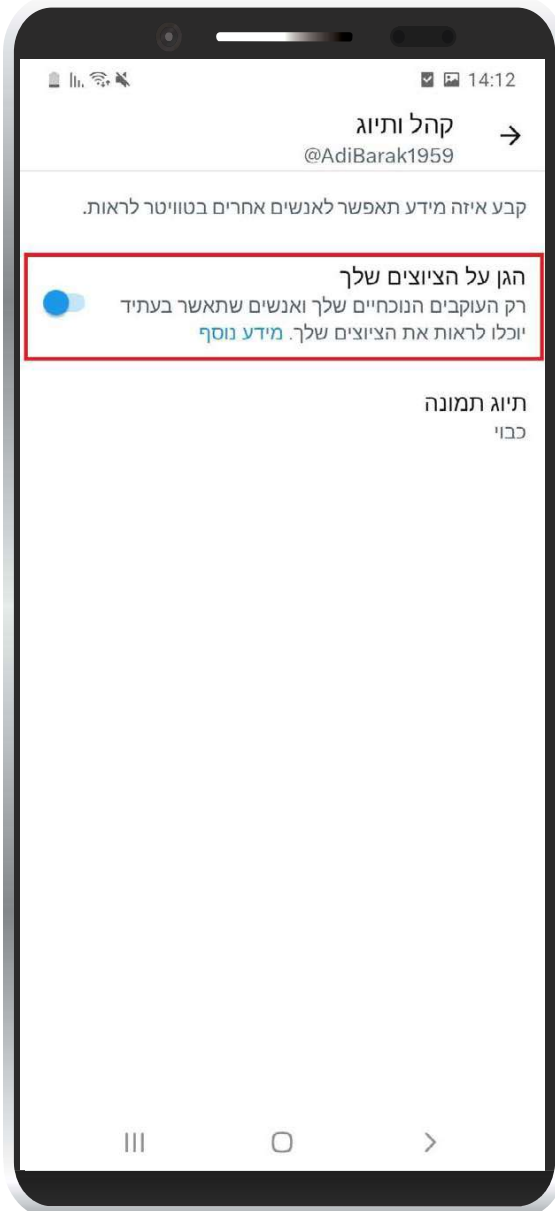 14:12
קהל ותיוג
@AdiBarak1959
קבע איזה מידע תאפשר לאנשים אחרים בטוויטר לראות.
הגן על הציוצים שלך
רק העוקבים הנוכחיים שלך ואנשים שתאשר בעתיד
יוכלו לראות את הציוצים שלך. מידע נוסף
תיוג תמונה
כבוי